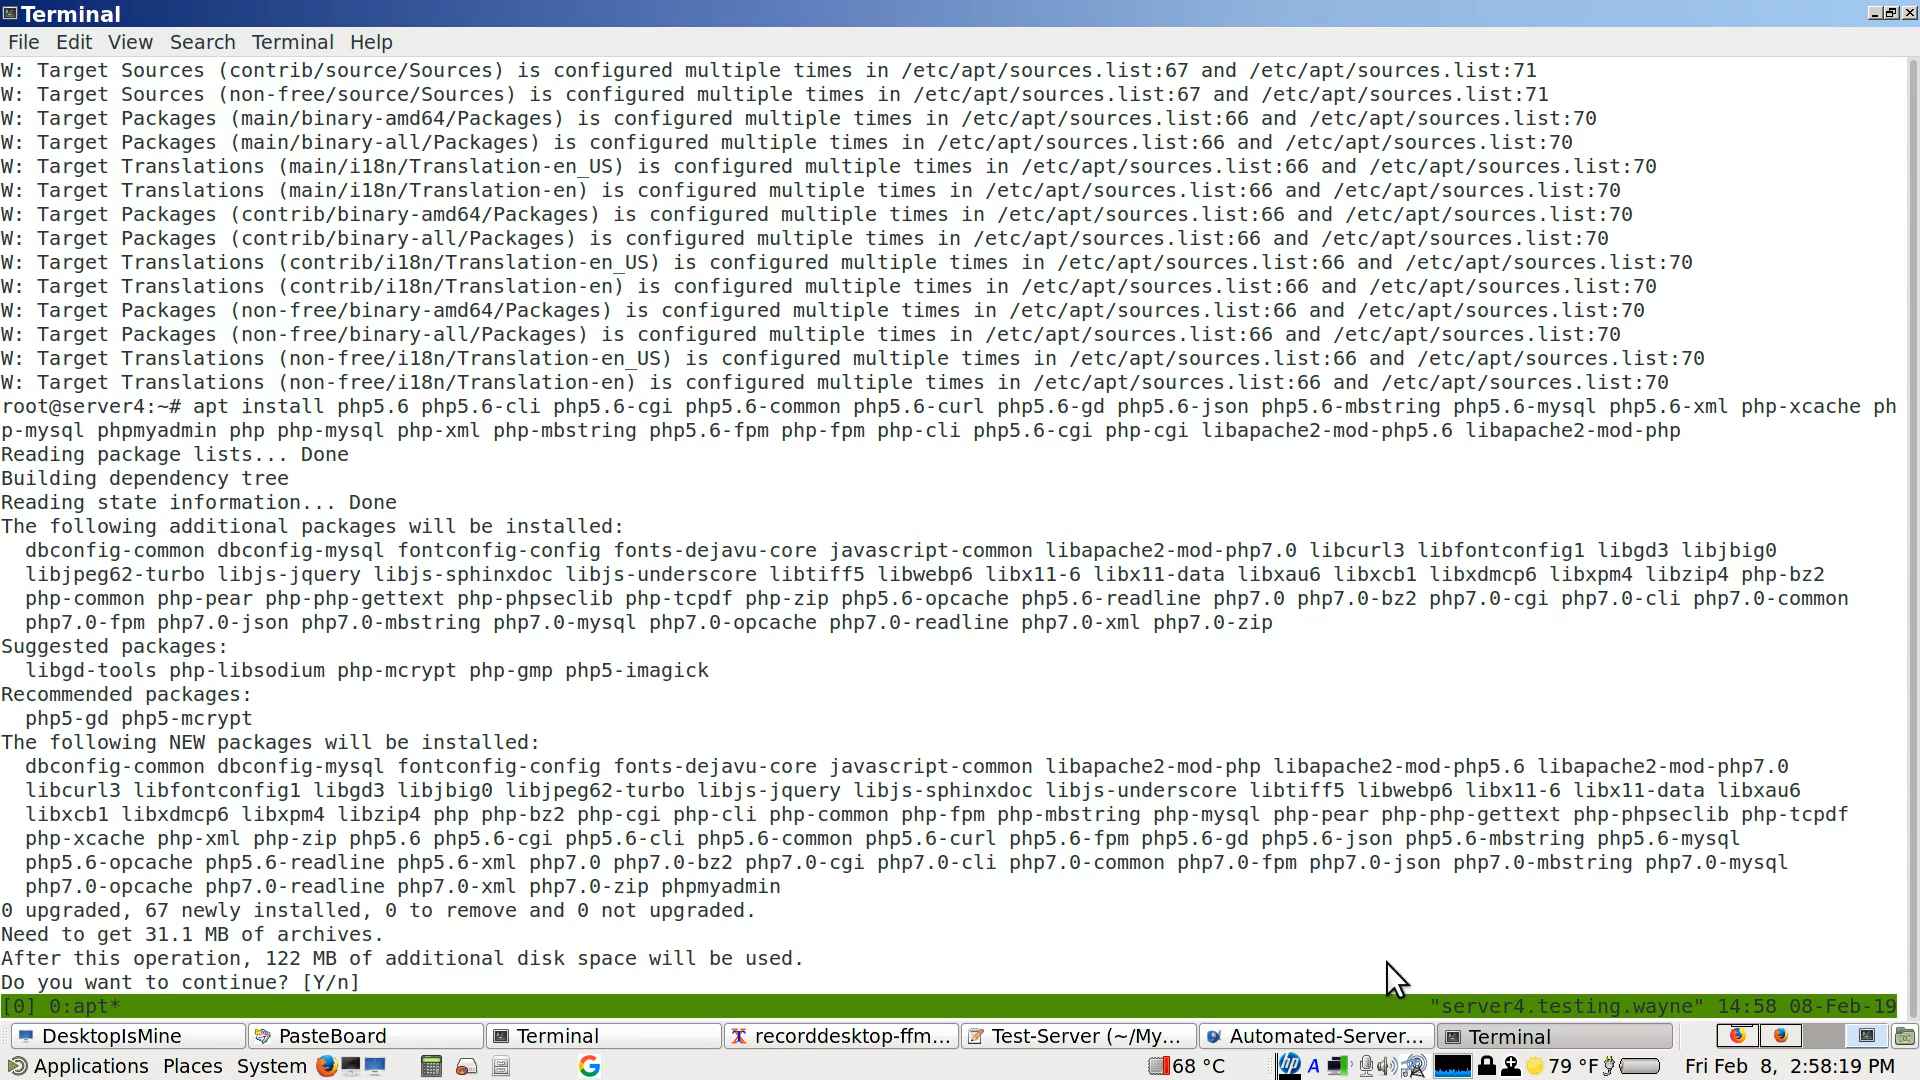 Terminal
File Edit View Search Terminal Help
W: Target Sources (contrib/source/Sources) is configured multiple times in /etc/apt/sources.list:67 and /etc/apt/sources.list:71
W: Target Sources (non-free/source/Sources) is configured multiple times in /etc/apt/sources.list:67 and /etc/apt/sources.list:71
W: Target Packages (main/binary-amd64/Packages) is configured multiple times in /etc/apt/sources.list:66 and /etc/apt/sources.list:70
W: Target Packages (main/binary-all/Packages) is configured multiple times in /etc/apt/sources.list:66 and /etc/apt/sources.list:70
W: Target Translations (main/i18n/Translation-en_US) is configured multiple times in /etc/apt/sources.list:66 and /etc/apt/sources.list:70
W: Target Translations (main/i18n/Translation-en) is configured multiple times in /etc/apt/sources.list:66 and /etc/apt/sources.list:70
W: Target Packages (contrib/binary-amd64/Packages) is configured multiple times in /etc/apt/sources.list:66 and /etc/apt/sources.list:70
W: Target Packages (contrib/binary-all/Packages) is configured multiple times in /etc/apt/sources.list:66 and /etc/apt/sources.list:70
W: Target Translations (contrib/i18n/Translation-en_US) is configured multiple times in /etc/apt/sources.list:66 and /etc/apt/sources.list:70
W: Target Translations (contrib/i18n/Translation-en) is configured multiple times in /etc/apt/sources.list:66 and /etc/apt/sources.list:70
W: Target Packages (non-free/binary-amd64/Packages) is configured multiple times in /etc/apt/sources.list:66 and /etc/apt/sources.list:70
W: Target Packages (non-free/binary-all/Packages) is configured multiple times in /etc/apt/sources.list:66 and /etc/apt/sources.list:70
W: Target Translations (non-free/i18n/Translation-en_US) is configured multiple times in /etc/apt/sources.list:66 and /etc/apt/sources.list:70
W: Target Translations (non-free/i18n/Translation-en) is configured multiple times in /etc/apt/sources.list:66 and /etc/apt/sources.list:70
root@server4:~# apt install php5.6 php5.6-cli php5.6-cgi php5.6-common php5.6-curl php5.6-gd php5.6-json php5.6-mbstring php5.6-mysql php5.6-xml php-xcache ph
p-mysql phpmyadmin php php-mysql php-xml php-mbstring php5.6-fpm php-fpm php-cli php5.6-cgi php-cgi libapache2-mod-php5.6 libapache2-mod-php
Reading package lists... Done
Building dependency tree
Reading state information... Done
The following additional packages will be installed:
dbconfig-common dbconfig-mysql fontconfig-config fonts-dejavu-core javascript-common libapache2-mod-php7.0 libcurl3 libfontconfig1 libgd3 libjbig0
libjpeg62-turbo libjs-jquery libjs-sphinxdoc libjs-underscore libtiff5 libwebp6 libx11-6 libx11-data libxau6 libxcb1 libxdmcp6 libxpm4 libzip4 php-bz2
php-common php-pear php-php-gettext php-phpseclib php-tcpdf php-zip php5.6-opcache php5.6-readline php7.0 php7.0-bz2 php7.0-cgi php7.0-cli php7.0-common
php7.0-fpm php7.0-json php7.0-mbstring php7.0-mysql php7.0-opcache php7.0-readline php7.0-xml php7.0-zip
Suggested packages:
libgd-tools php-libsodium php-mcrypt php-gmp php5-imagick
Recommended packages:
php5-gd php5-mcrypt
The following NEW packages will be installed:
dbconfig-common dbconfig-mysql fontconfig-config fonts-dejavu-core javascript-common libapache2-mod-php libapache2-mod-php5.6 libapache2-mod-php7.0
libcurl3 libfontconfig1 libgd3 libjbig0 libjpeg62-turbo libjs-jquery libjs-sphinxdoc libjs-underscore libtiff5 libwebp6 libx11-6 libx11-data libxau6
libxcb1 libxdmcp6 libxpm4 libzip4 php php-bz2 php-cgi php-cli php-common php-fpm php-mbstring php-mysql php-pear php-php-gettext php-phpseclib php-tcpdf
php-xcache php-xml php-zip php5.6 php5.6-cgi php5.6-cli php5.6-common php5.6-curl php5.6-fpm php5.6-gd php5.6-json php5.6-mbstring php5.6-mysql
php5.6-opcache php5.6-readline php5.6-xml php7.0 php7.0-bz2 php7.0-cgi php7.0-cli php7.0-common php7.0-fpm php7.0-json php7.0-mbstring php7.0-mysql
php7.0-opcache php7.0-readline php7.0-xml php7.0-zip phpmyadmin
0 upgraded, 67 newly installed, 0 to remove and 0 not upgraded.
Need to get 31.1 MB of archives.
After this operation, 122 MB of additional disk space will be used.
Do you want to continue? [Y/n]
[0] 0:apt* "server4.testing.wayne" 14:58 08-Feb-19
DesktopIsMine PasteBoard Terminal recorddesktop-ffm... Test-Server (~/My... Automated-Server... Terminal
Applications Places System G 68 °C hp A 79 °F Fri Feb 8, 2:58:19 PM